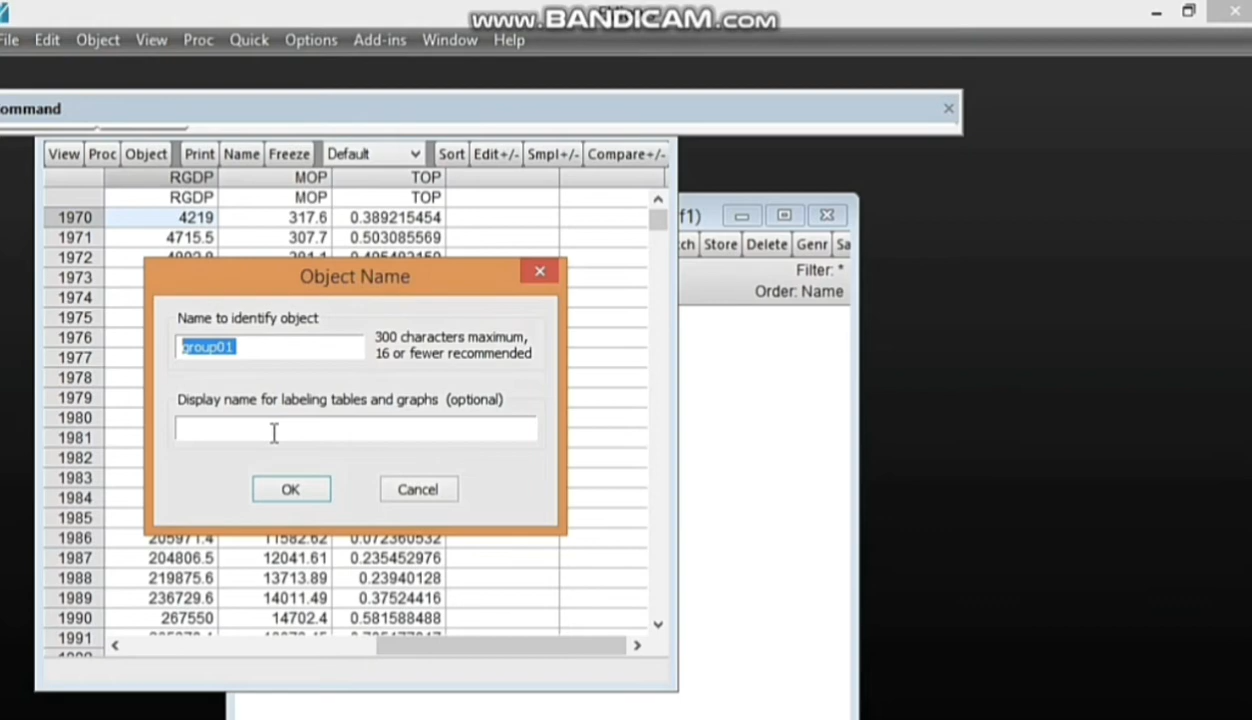 www.BANDICAM.com
File Edit Object View Proc Quick Options Add-ins Window Help
ommand
View Proc Object Print Name Freeze Default Sort Edit+/- Smpl+/- Compare+/-
RGDP MOP TOP
RGDP MOP TOP
1970 4219 317.6 0.389215454
1971 4715.5 307.7 0.503085569
1972
1973
1974
1975
1976
1977
1978
1979
1980
1981
1982
1983
1984
1985
1986 205971.4 11582.62 0.072360532
1987 204806.5 12041.61 0.235452976
1988 219875.6 13713.89 0.23940128
1989 236729.6 14011.49 0.37524416
1990 267550 14702.4 0.581588488
1991
Object Name
Name to identify object
group01
300 characters maximum,
16 or fewer recommended
Display name for labeling tables and graphs (optional)
OK Cancel
f1)
ch Store Delete Genr Sa
Filter: *
Order: Name